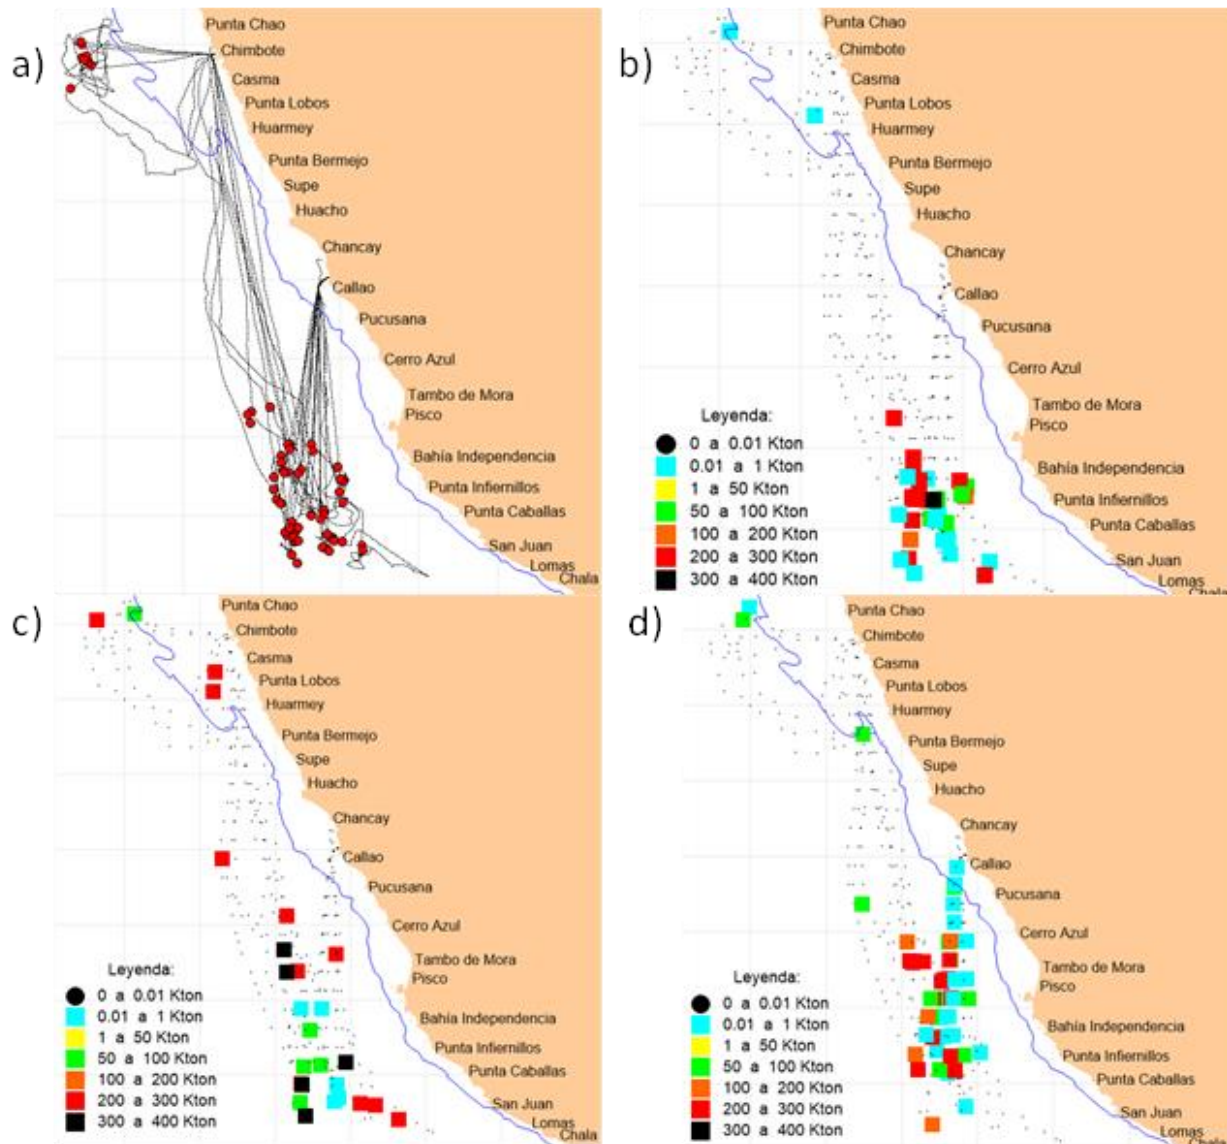 a)
Punta Chao
Chimbote
Casma
Punta Lobos
Huarmey
Punta Bermejo
Supe
Huacho
Chancay
Callao
Pucusana
Cerro Azul
Tambo de Mora
Pisco
Bahía Independencia
Punta Infiernillos
Punta Caballas
San Juan
Lomas
Chala
b)
Punta Chao
Chimbote
Casma
Punta Lobos
Huarmey
Punta Bermejo
Supe
Huacho
Chancay
Callao
Pucusana
Cerro Azul
Tambo de Mora
Pisco
Bahía Independencia
Punta Infiernillos
Punta Caballas
San Juan
Lomas
Chala
Leyenda:
0 a 0.01 Kton
0.01 a 1 Kton
1 a 50 Kton
50 a 100 Kton
100 a 200 Kton
200 a 300 Kton
300 a 400 Kton
c)
Punta Chao
Chimbote
Casma
Punta Lobos
Huarmey
Punta Bermejo
Supe
Huacho
Chancay
Callao
Pucusana
Cerro Azul
Tambo de Mora
Pisco
Bahía Independencia
Punta Infiernillos
Punta Caballas
San Juan
Lomas
Chala
Leyenda:
0 a 0.01 Kton
0.01 a 1 Kton
1 a 50 Kton
50 a 100 Kton
100 a 200 Kton
200 a 300 Kton
300 a 400 Kton
d)
Punta Chao
Chimbote
Casma
Punta Lobos
Huarmey
Punta Bermejo
Supe
Huacho
Chancay
Callao
Pucusana
Cerro Azul
Tambo de Mora
Pisco
Bahía Independencia
Punta Infiernillos
Punta Caballas
San Juan
Lomas
Chala
Leyenda:
0 a 0.01 Kton
0.01 a 1 Kton
1 a 50 Kton
50 a 100 Kton
100 a 200 Kton
200 a 300 Kton
300 a 400 Kton